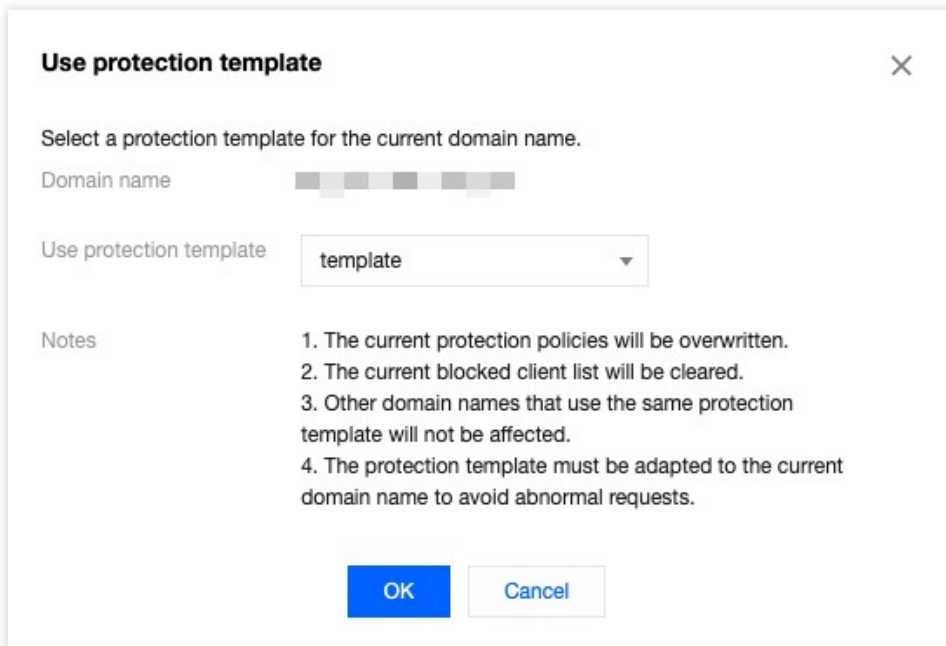 Use protection template
Select a protection template for the current domain name.
Domain name
Use protection template
template
Notes
1. The current protection policies will be overwritten.
2. The current blocked client list will be cleared.
3. Other domain names that use the same protection
template will not be affected.
4. The protection template must be adapted to the current
domain name to avoid abnormal requests.
OK
Cancel